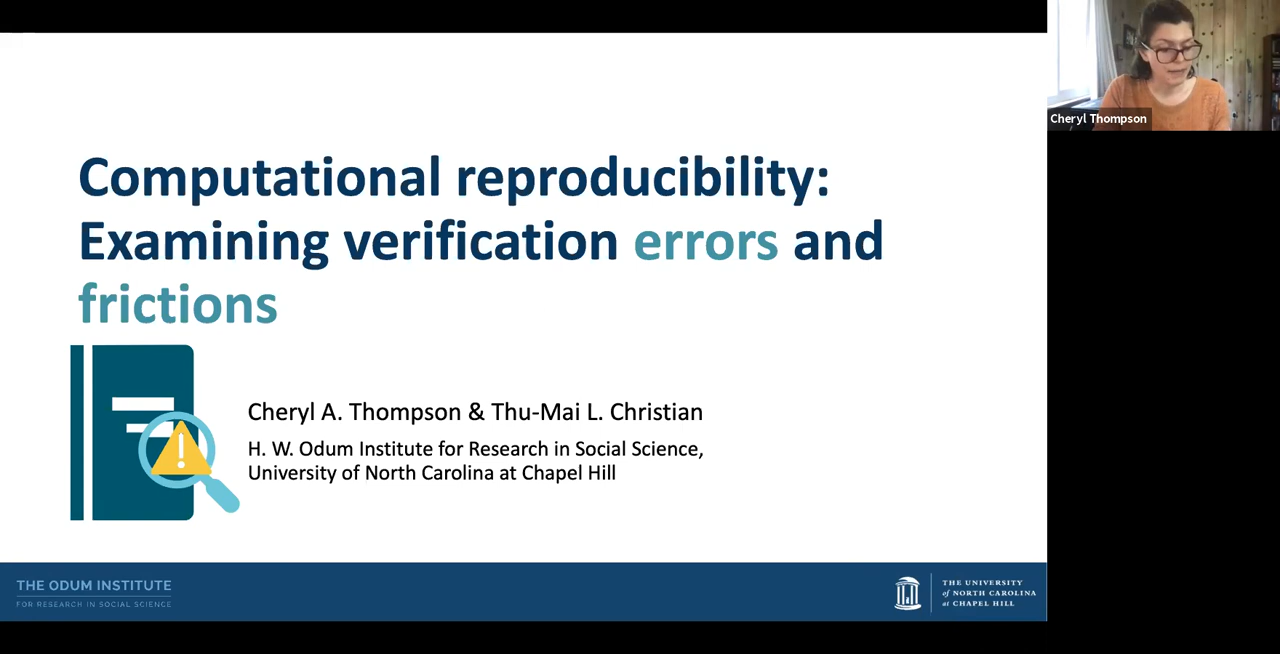 Computational reproducibility:
Examining verification errors and
frictions
Cheryl A. Thompson & Thu-Mai L. Christian
H. W. Odum Institute for Research in Social Science,
University of North Carolina at Chapel Hill
THE ODUM INSTITUTE
FOR RESEARCH IN SOCIAL SCIENCE
THE UNIVERSITY
of NORTH CAROLINA
at CHAPEL HILL
Cheryl Thompson